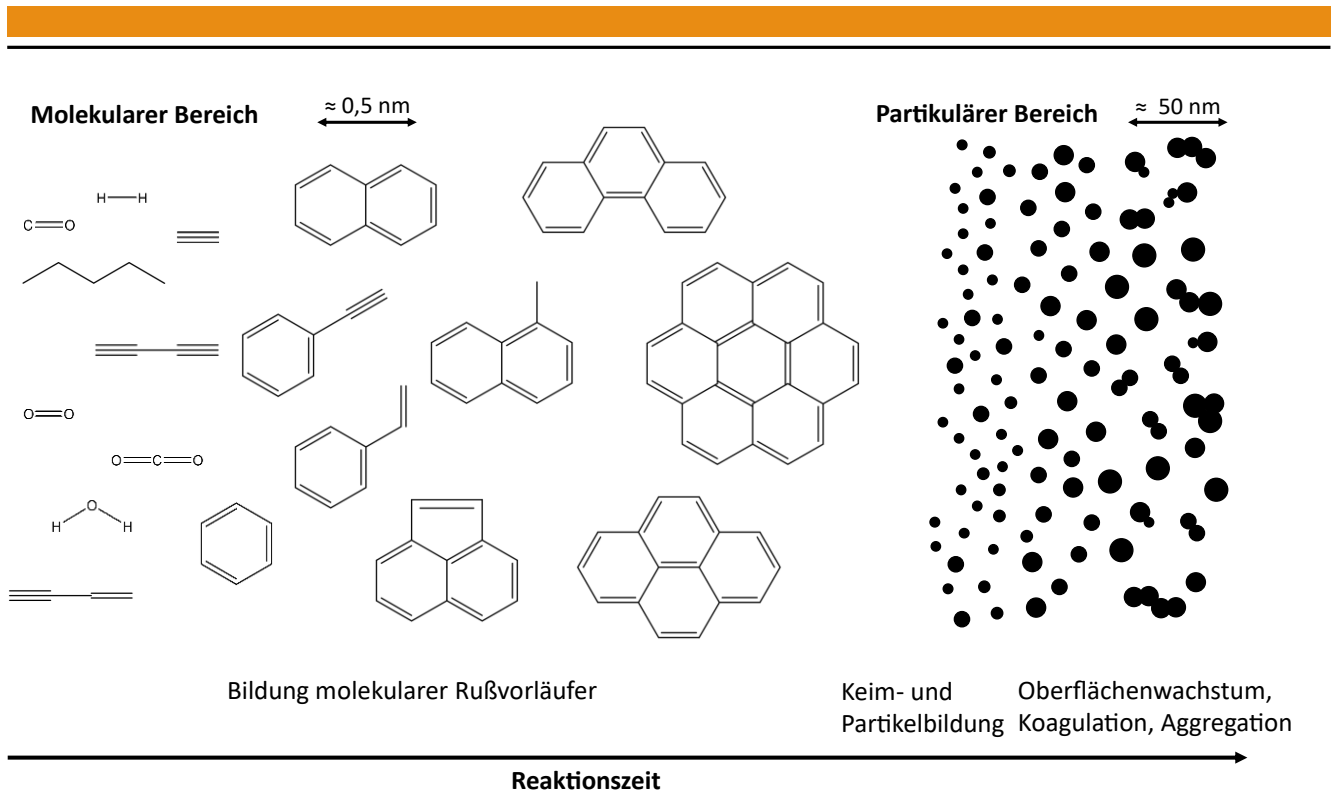 Molekularer Bereich
≈ 0,5 nm
Partikulärer Bereich
≈ 50 nm
H H
C O
O O
O C O
O
H H
Bildung molekularer Rußvorläufer
Keim- und
Partikelbildung
Oberflächenwachstum,
Koagulation, Aggregation
Reaktionszeit